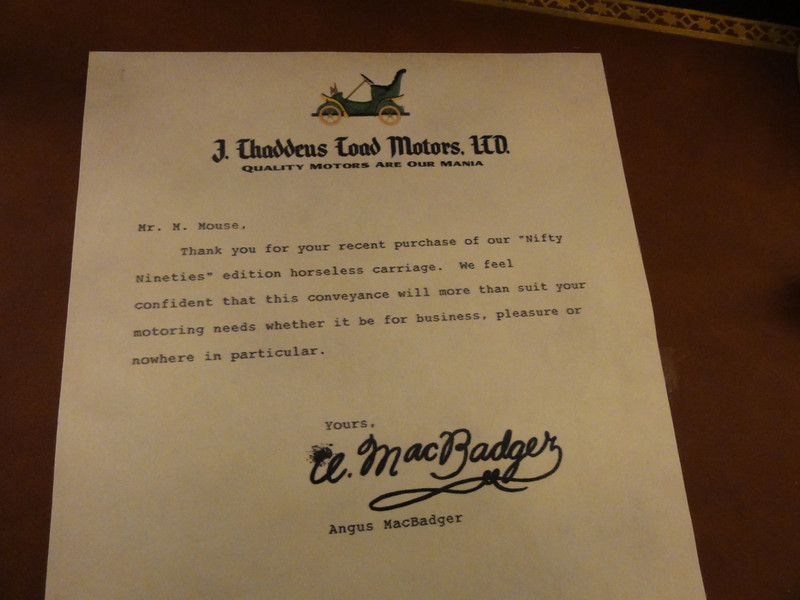 J. Thaddeus Toad Motors, LTD.
QUALITY MOTORS ARE OUR MANIA
Mr. M. Mouse,
Thank you for your recent purchase of our "Nifty
Nineties" edition horseless carriage. We feel
confident that this conveyance will more than suit your
motoring needs whether it be for business, pleasure or
nowhere in particular.
Yours,
A. MacBadger
Angus MacBadger